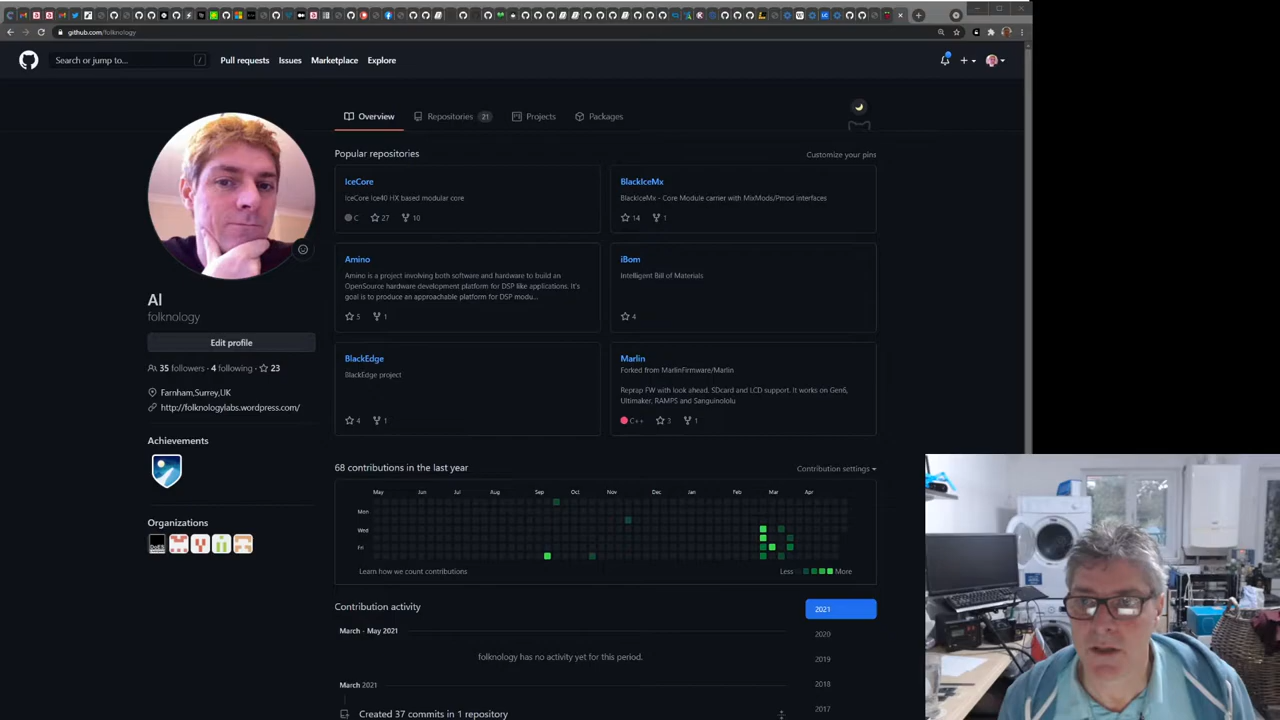 github.com/folknology
Search or jump to... /
Pull requests Issues Marketplace Explore
Overview Repositories 21 Projects Packages
Popular repositories Customize your pins
IceCore
IceCore Ice40 HX based modular core
C 27 10
BlackIceMx
BlackIceMx - Core Module carrier with MixMods/Pmod interfaces
14 1
Amino
Amino is a project involving both software and hardware to build an
OpenSource hardware development platform for DSP like applications. It's
goal is to produce an approachable platform for DSP modu...
5 1
iBom
Intelligent Bill of Materials
4
BlackEdge
BlackEdge project
4 1
Marlin
Forked from MarlinFirmware/Marlin
Reprap FW with look ahead. SDcard and LCD support. It works on Gen6,
Ultimaker, RAMPS and Sanguinololu
C++ 3 1
Al
folknology
Edit profile
35 followers · 4 following · 23
Farnham,Surrey,UK
http://folknologylabs.wordpress.com/
Achievements
Organizations
68 contributions in the last year Contribution settings
May Jun Jul Aug Sep Oct Nov Dec Jan Feb Mar Apr
Mon
Wed
Fri
Learn how we count contributions Less More
Contribution activity
2021
2020
2019
2018
2017
March - May 2021
folknology has no activity yet for this period.
March 2021
Created 37 commits in 1 repository